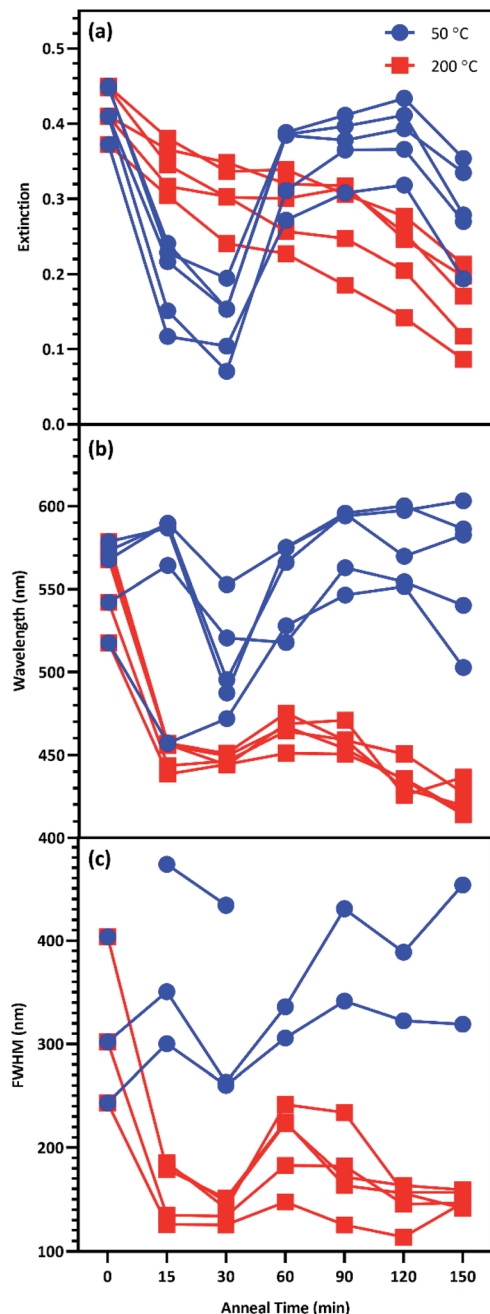 (a)
50 °C
200 °C
0.5
0.4
0.3
0.2
0.1
0.0
Extinction
(b)
600
550
500
450
400
Wavelength (nm)
(c)
400
300
200
100
FWHM (nm)
0 15 30 60 90 120 150
Anneal Time (min)